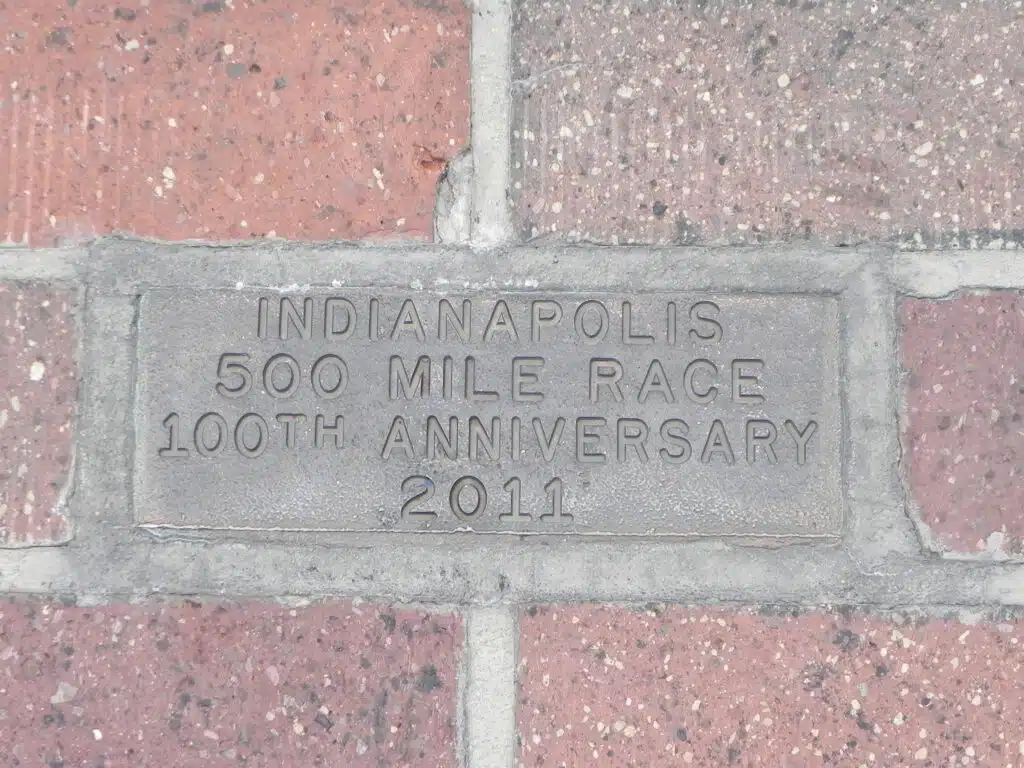 INDIANAPOLIS
500 MILE RACE
100TH ANNIVERSARY
2011